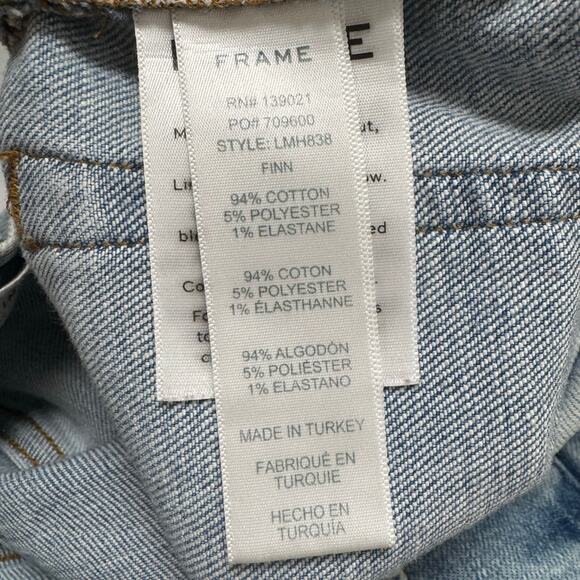 FRAME
RN# 139021
PO# 709600
STYLE: LMH838
FINN
94% COTTON
5% POLYESTER
1% ELASTANE
94% COTON
5% POLYESTER
1% ÉLASTHANNE
94% ALGODÓN
5% POLIÉSTER
1% ELASTANO
MADE IN TURKEY
FABRIQUÉ EN
TURQUIE
HECHO EN
TURQUÍA